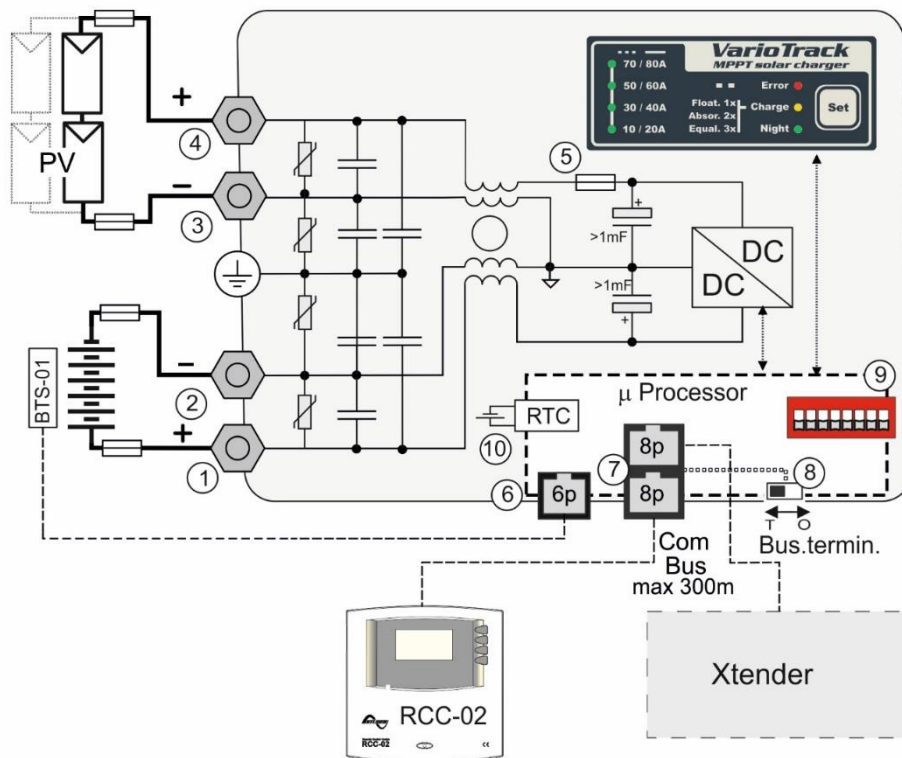 VarioTrack
MPPT solar charger
70 / 80A
50 / 60A
30 / 40A
10 / 20A
Error
Float. 1x
Absor. 2x
Equal. 3x
Charge
Night
Set
+
4
PV
-
3
5
+
>1mF
>1mF
+
DC
DC
BTS-01
-
2
+
1
µ Processor
9
RTC
10
8p
7
8p
6
6p
8
T O
Bus.termin.
Com
Bus
max 300m
RCC-02
RCC-02
Xtender